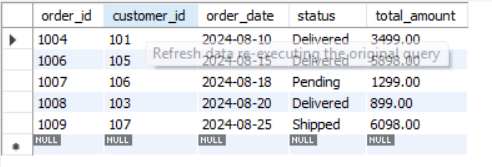 order_id customer_id order_date status total_amount
1004 101 2024-08-10 Delivered 3499.00
Refresh data re-executing the original query
1006 105 2024-08-15 Delivered 5898.00
1007 106 2024-08-18 Pending 1299.00
1008 103 2024-08-20 Delivered 899.00
1009 107 2024-08-25 Shipped 6098.00
NULL NULL NULL NULL NULL